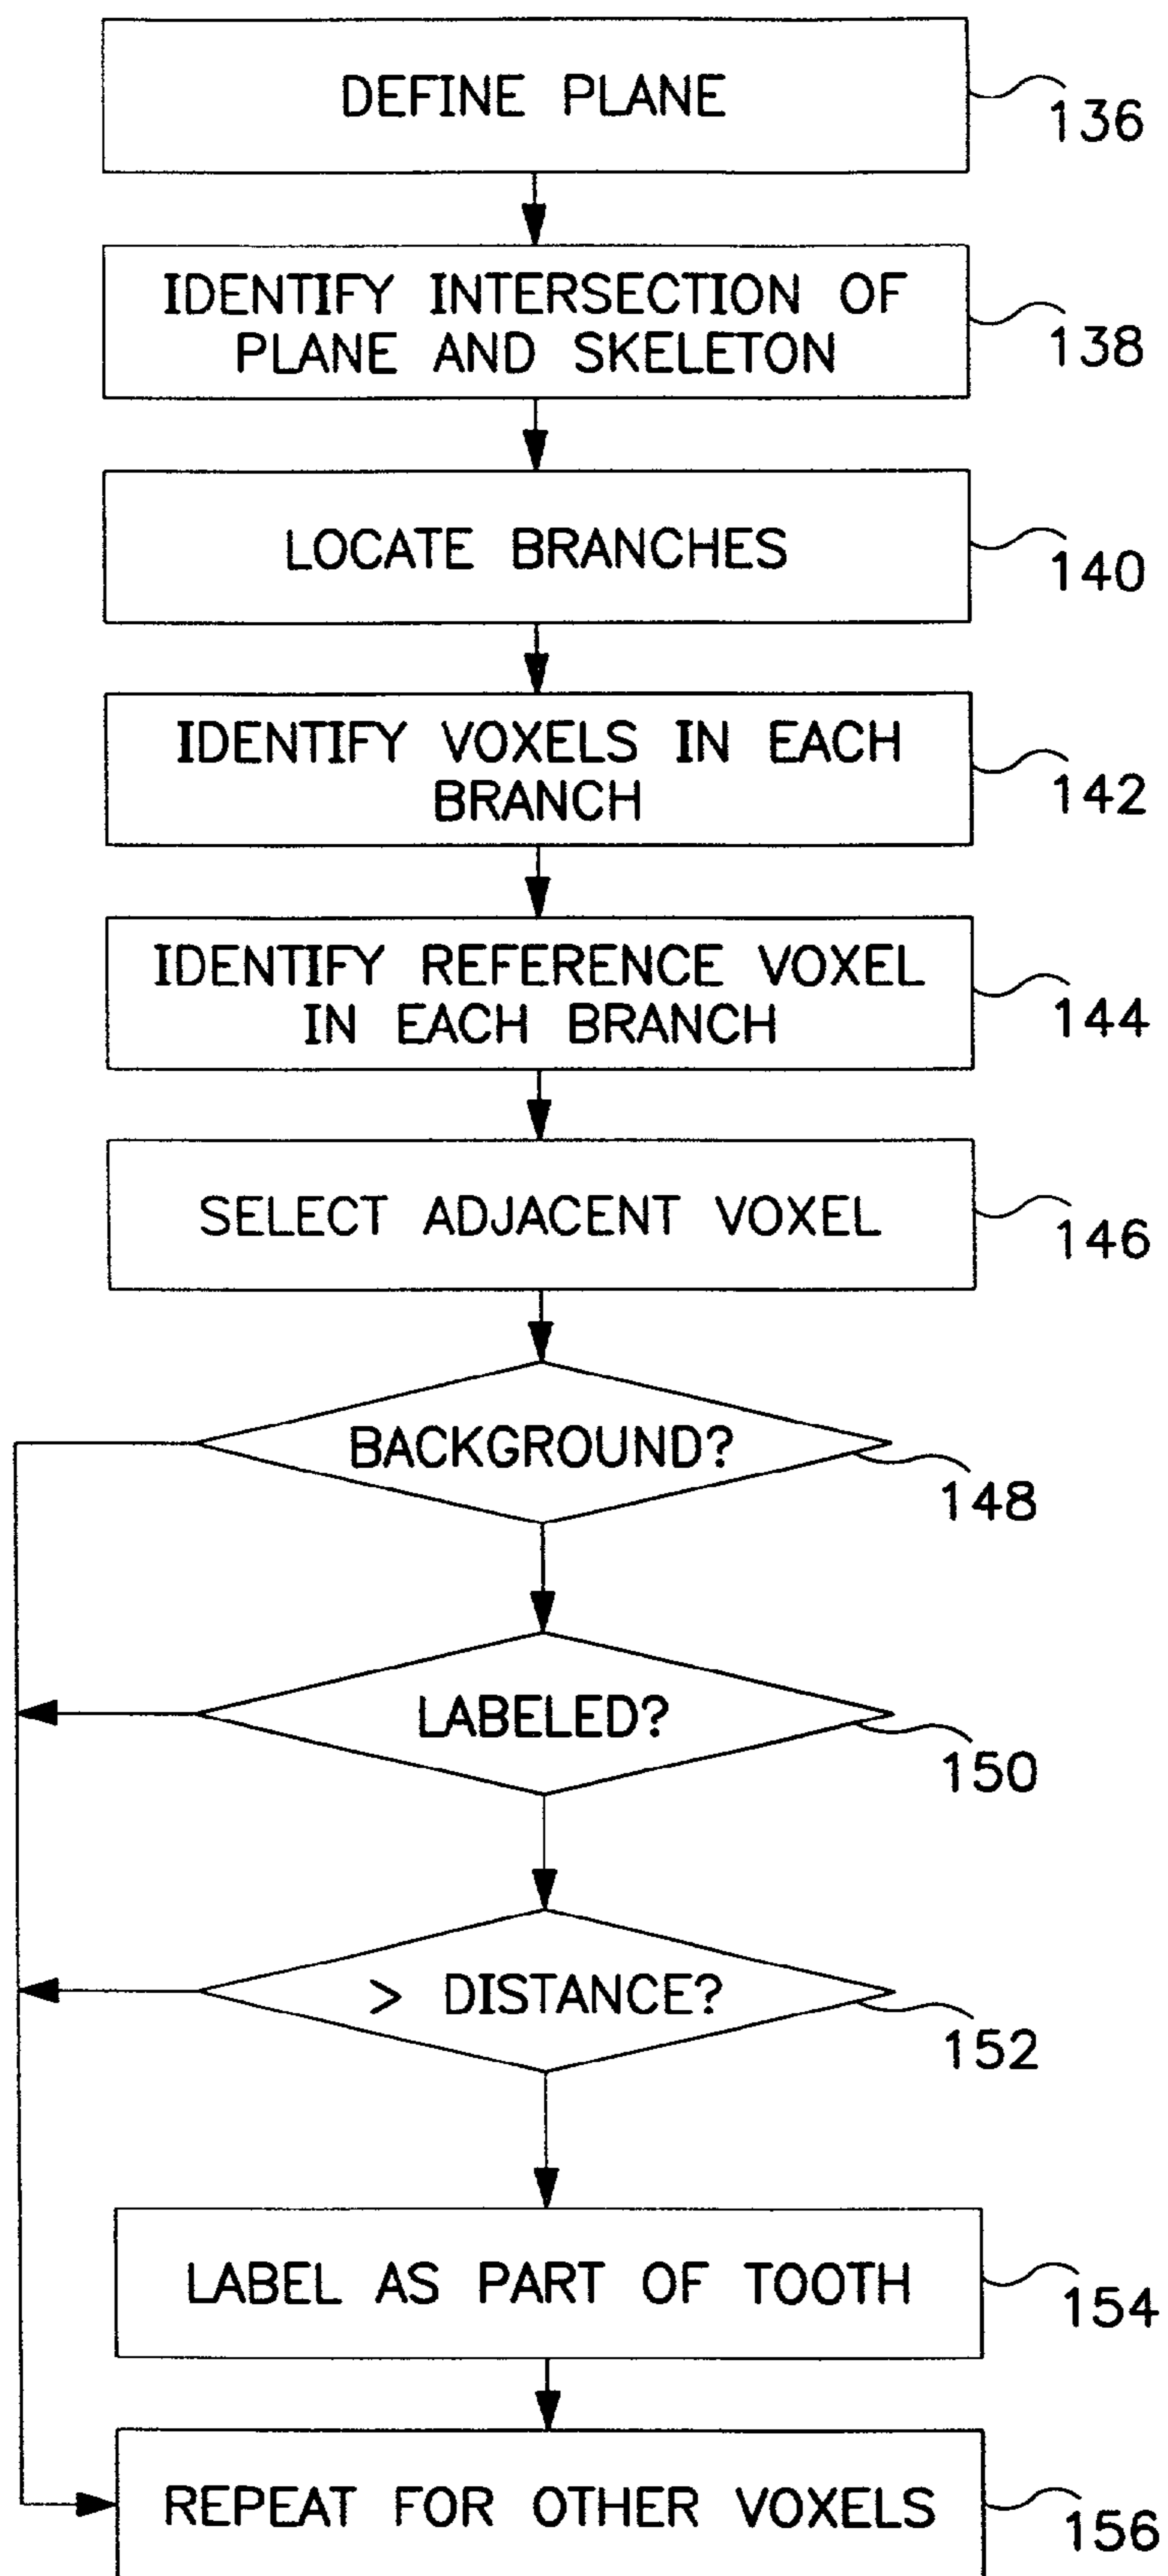 DEFINE PLANE
136
IDENTIFY INTERSECTION OF
PLANE AND SKELETON
138
LOCATE BRANCHES
140
IDENTIFY VOXELS IN EACH
BRANCH
142
IDENTIFY REFERENCE VOXEL
IN EACH BRANCH
144
SELECT ADJACENT VOXEL
146
BACKGROUND?
148
LABELED?
150
> DISTANCE?
152
LABEL AS PART OF TOOTH
154
REPEAT FOR OTHER VOXELS
156